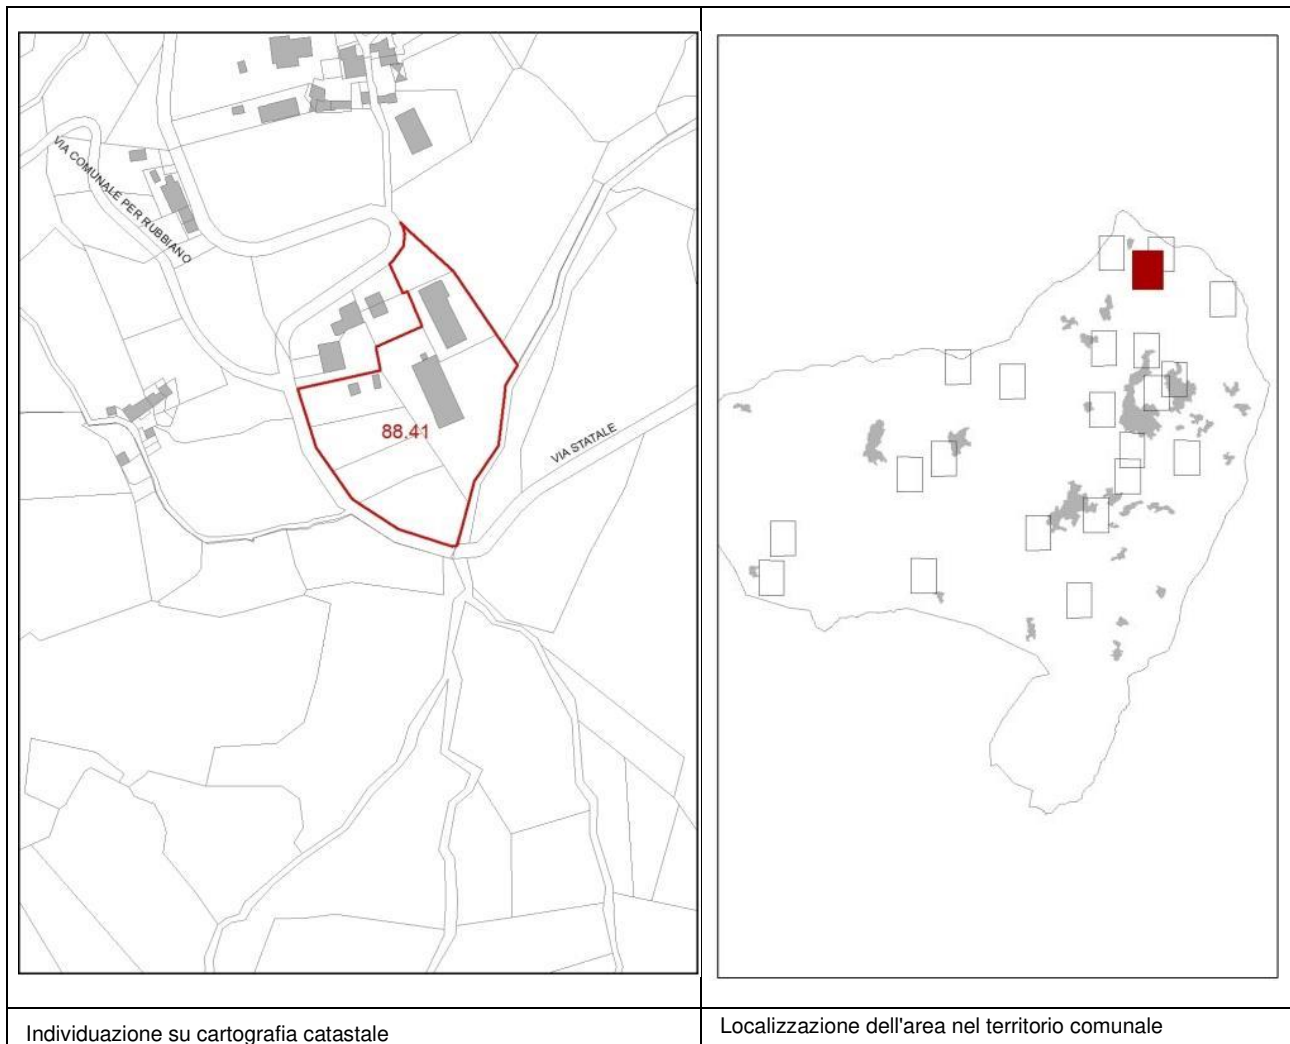 VIA COMUNALE PER RUBBIANO
88.41
VIA STATALE
Individuazione su cartografia catastale
Localizzazione dell'area nel territorio comunale